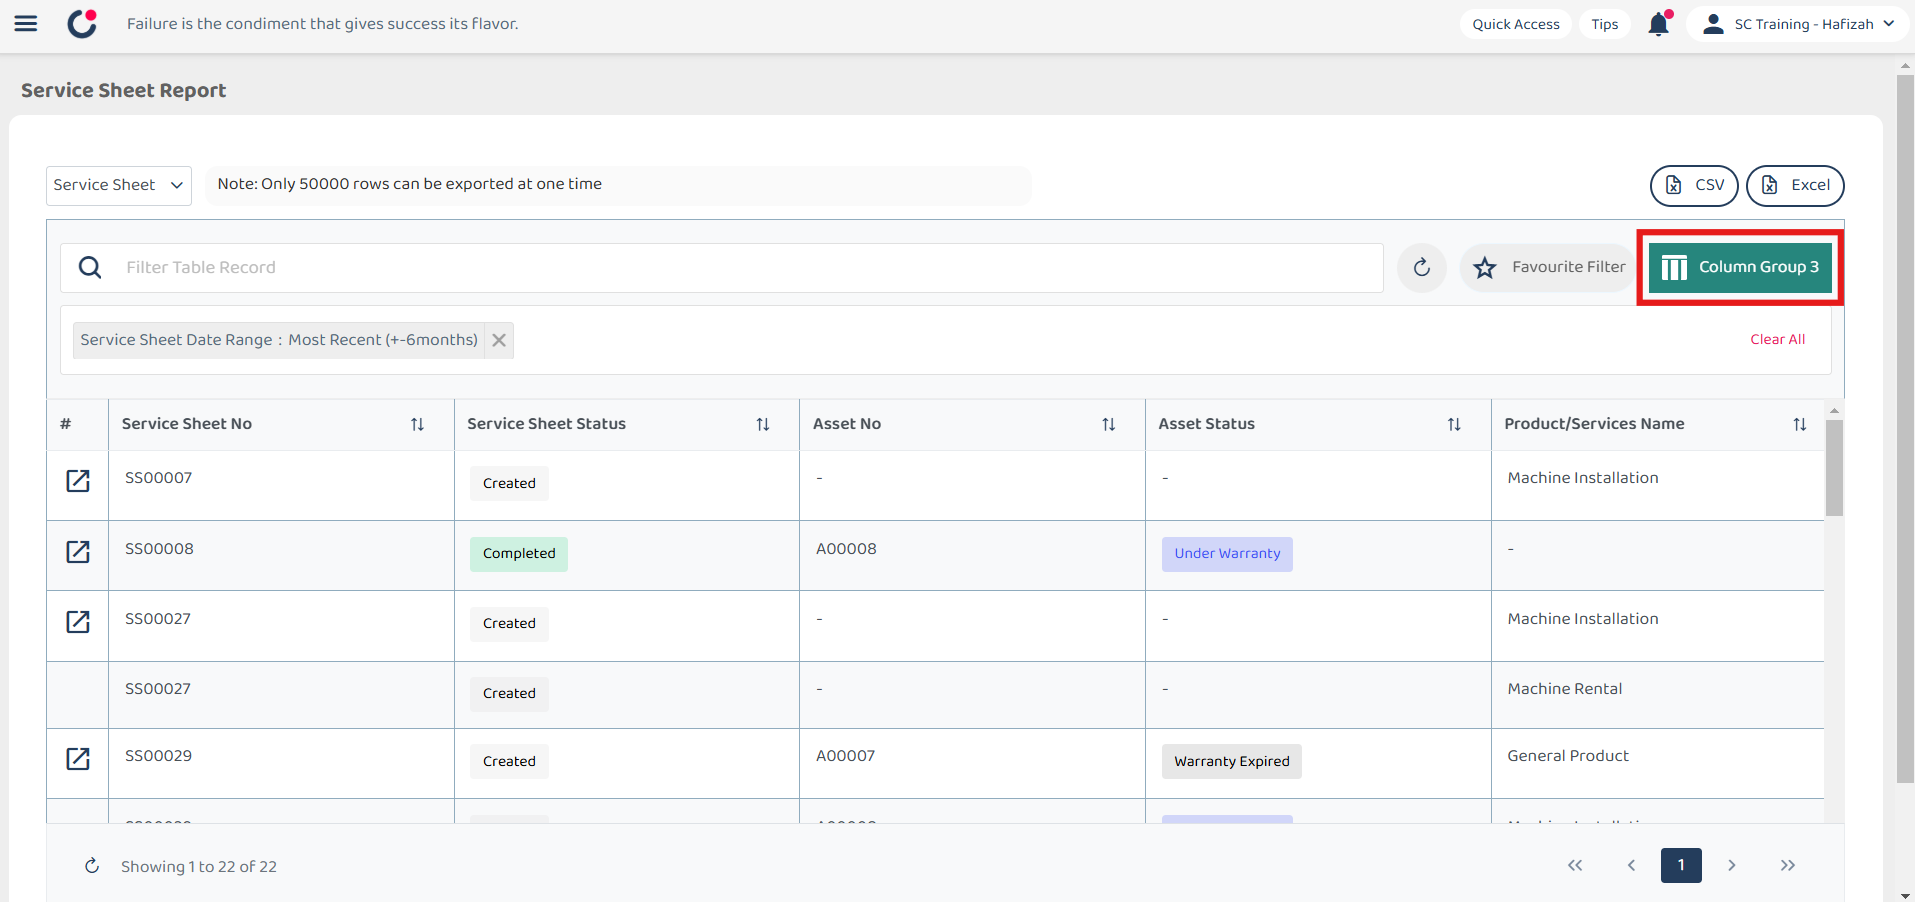 Failure is the condiment that gives success its flavor.
Quick Access
Tips
SC Training - Hafizah
Service Sheet Report
Service Sheet
Note: Only 50000 rows can be exported at one time
CSV
Excel
Filter Table Record
Favourite Filter
Column Group 3
Service Sheet Date Range : Most Recent (+-6months)
Clear All
# Service Sheet No Service Sheet Status Asset No Asset Status Product/Services Name
SS00007 Created - - Machine Installation
SS00008 Completed A00008 Under Warranty -
SS00027 Created - - Machine Installation
SS00027 Created - - Machine Rental
SS00029 Created A00007 Warranty Expired General Product
Showing 1 to 22 of 22
1